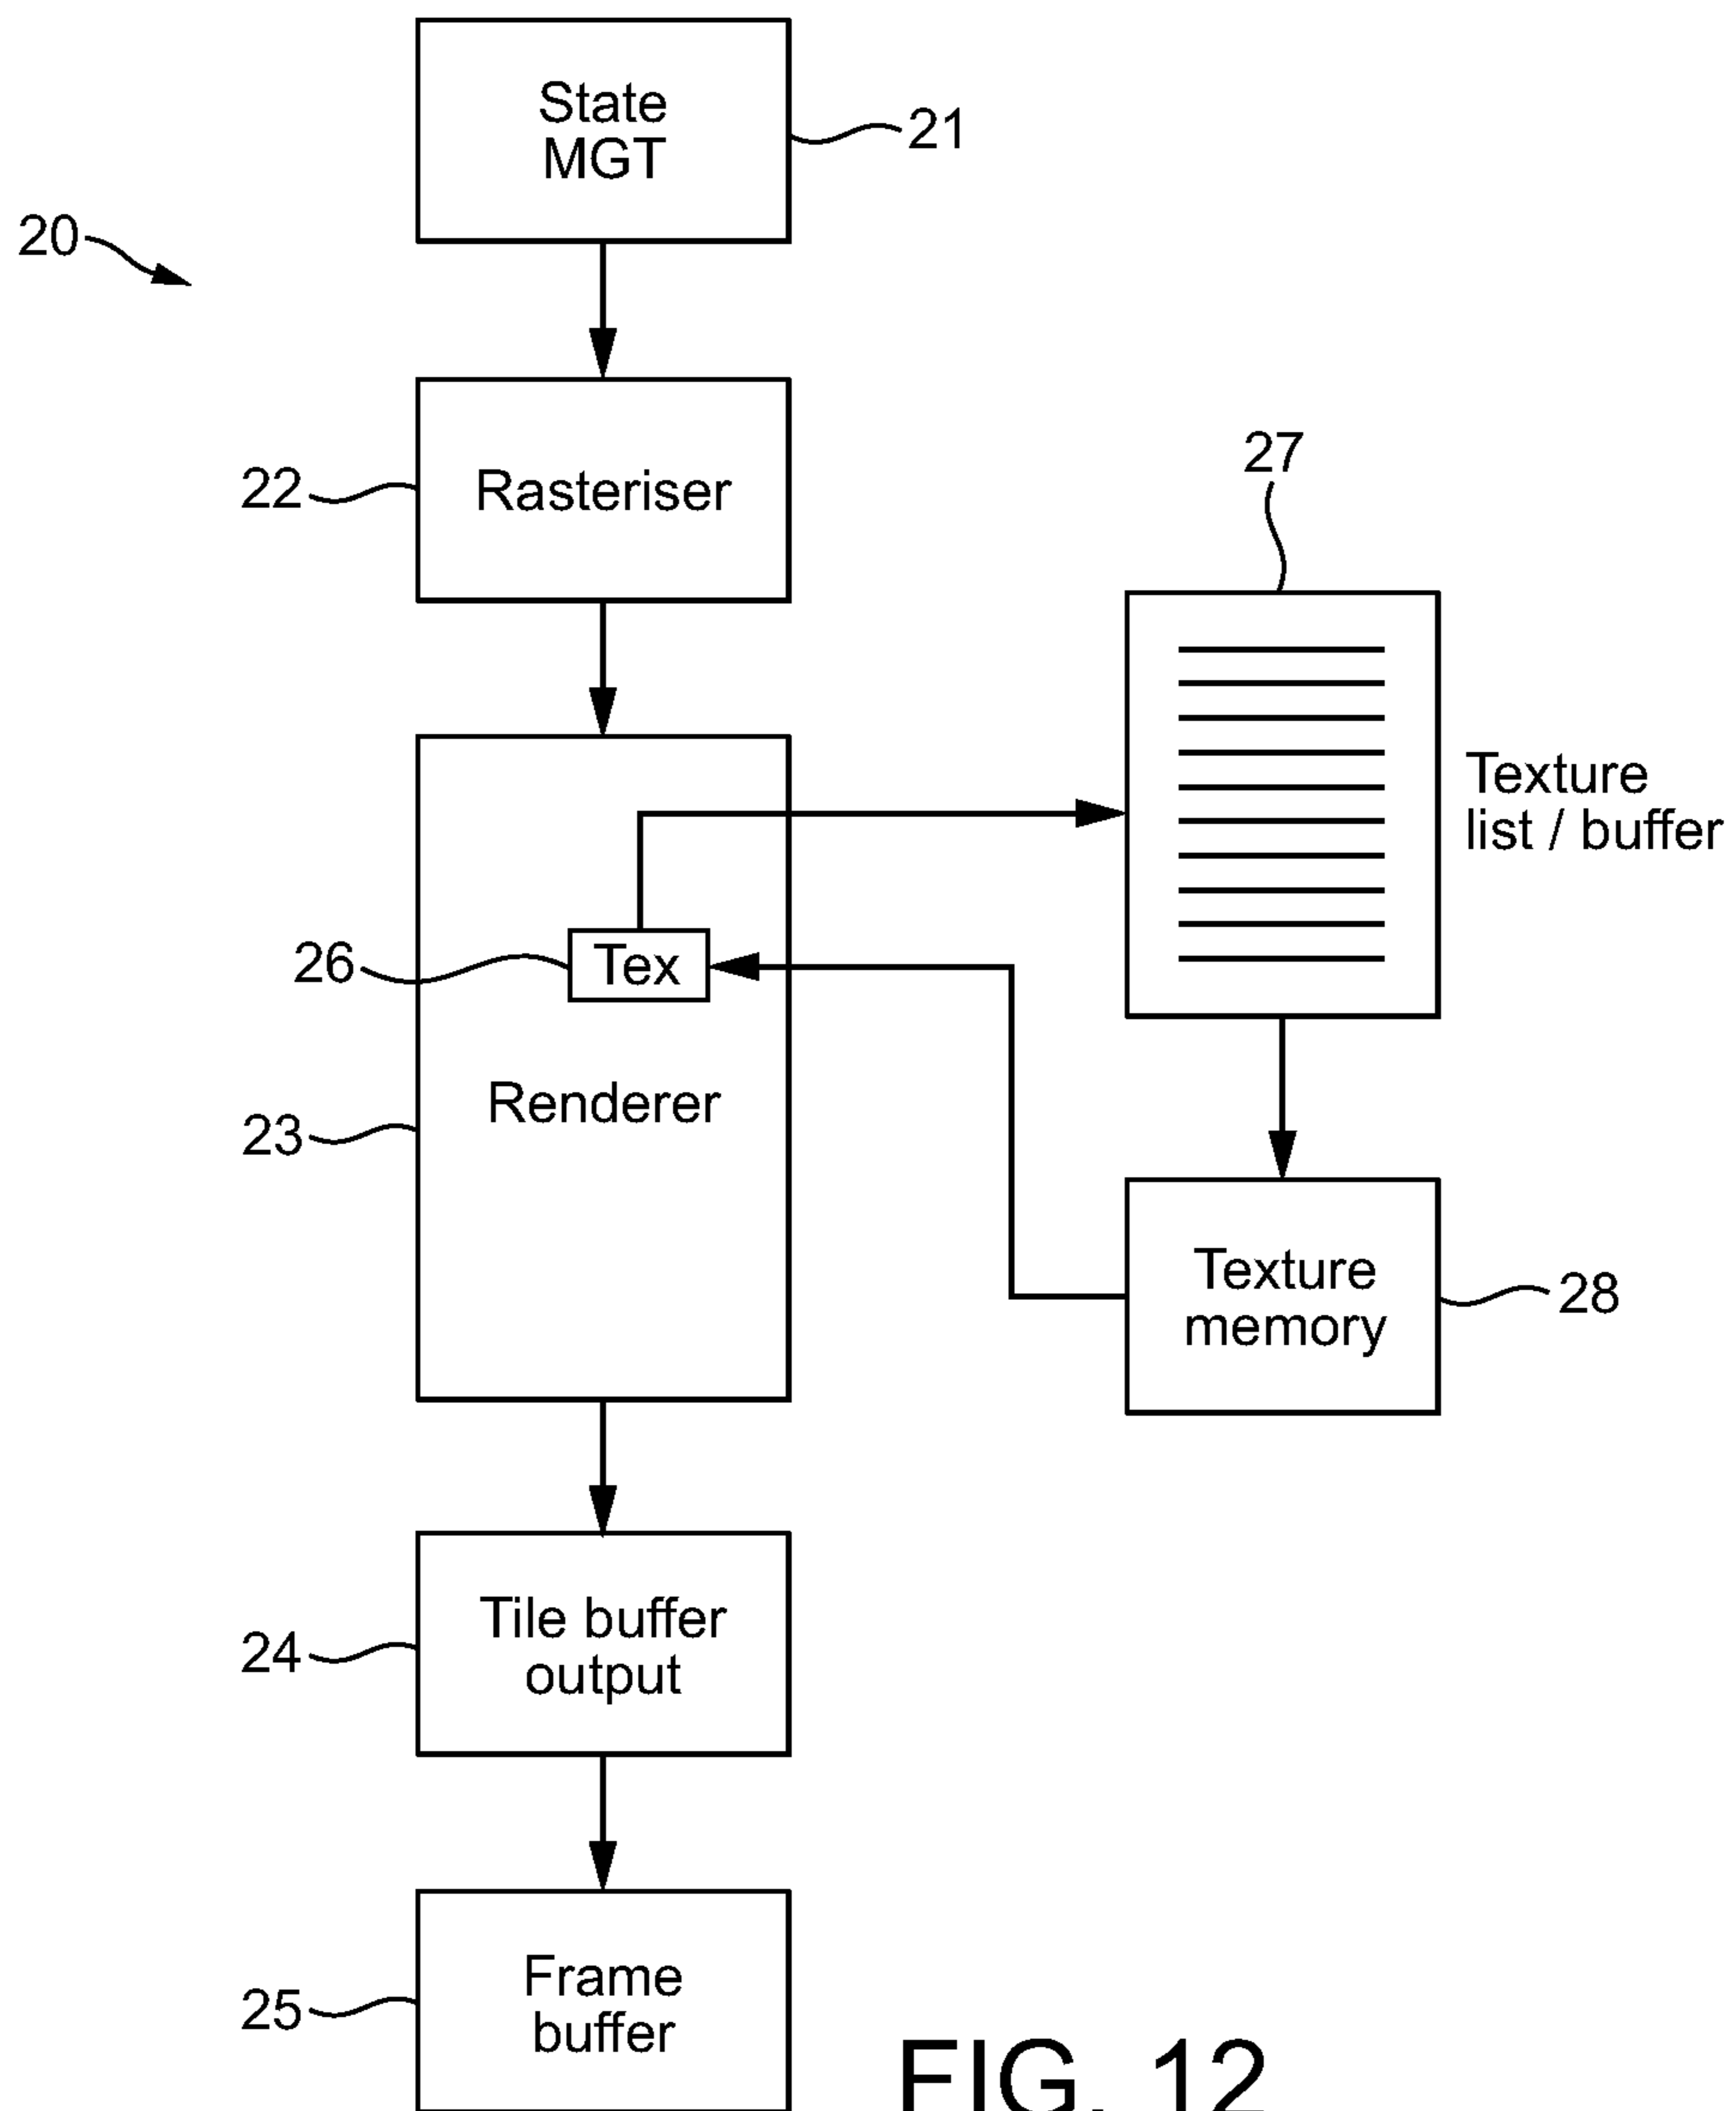 State
MGT
21
20
22
Rasteriser
27
Texture
list / buffer
26
Tex
23
Renderer
Texture
memory
28
24
Tile buffer
output
25
Frame
buffer
FIG. 12